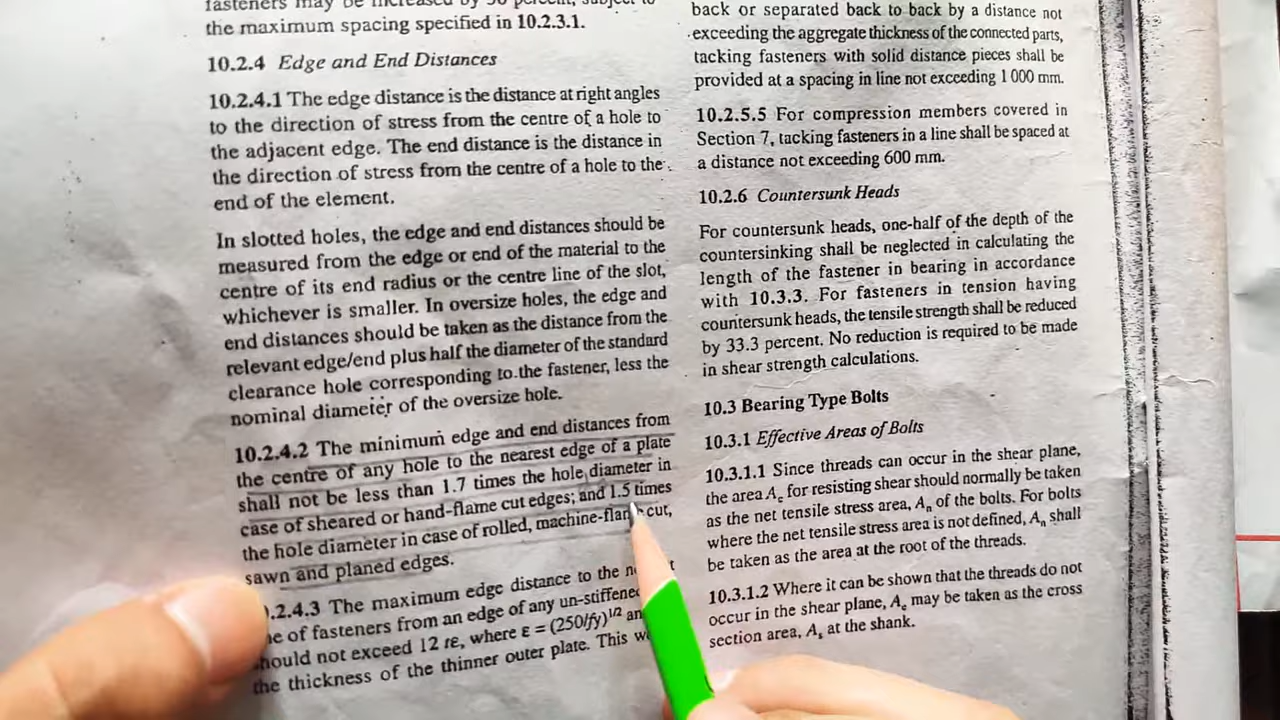 fasteners may be increased by 50 percent, subject to
the maximum spacing specified in 10.2.3.1.
10.2.4 Edge and End Distances
10.2.4.1 The edge distance is the distance at right angles
to the direction of stress from the centre of a hole to
the adjacent edge. The end distance is the distance in
the direction of stress from the centre of a hole to the
end of the element.
In slotted holes, the edge and end distances should be
measured from the edge or end of the material to the
centre of its end radius or the centre line of the slot,
whichever is smaller. In oversize holes, the edge and
end distances should be taken as the distance from the
relevant edge/end plus half the diameter of the standard
clearance hole corresponding to the fastener, less the
nominal diameter of the oversize hole.
10.2.4.2 The minimum edge and end distances from
the centre of any hole to the nearest edge of a plate
shall not be less than 1.7 times the hole diameter in
case of sheared or hand-flame cut edges; and 1.5 times
the hole diameter in case of rolled, machine-flame cut,
sawn and planed edges.
.2.4.3 The maximum edge distance to the
of fasteners from an edge of any un-stiffened
should not exceed 12 tε, where ε = (250/fy)1/2
the thickness of the thinner outer plate. This
back or separated back to back by a distance not
exceeding the aggregate thickness of the connected parts,
tacking fasteners with solid distance pieces shall be
provided at a spacing in line not exceeding 1 000 mm.
10.2.5.5 For compression members covered in
Section 7, tacking fasteners in a line shall be spaced at
a distance not exceeding 600 mm.
10.2.6 Countersunk Heads
For countersunk heads, one-half of the depth of the
countersinking shall be neglected in calculating the
length of the fastener in bearing in accordance
with 10.3.3. For fasteners in tension having
countersunk heads, the tensile strength shall be reduced
by 33.3 percent. No reduction is required to be made
in shear strength calculations.
10.3 Bearing Type Bolts
10.3.1 Effective Areas of Bolts
10.3.1.1 Since threads can occur in the shear plane,
the area Ae for resisting shear should normally be taken
as the net tensile stress area, An of the bolts. For bolts
where the net tensile stress area is not defined, An shall
be taken as the area at the root of the threads.
10.3.1.2 Where it can be shown that the threads do not
occur in the shear plane, Ae may be taken as the cross
section area, As at the shank.